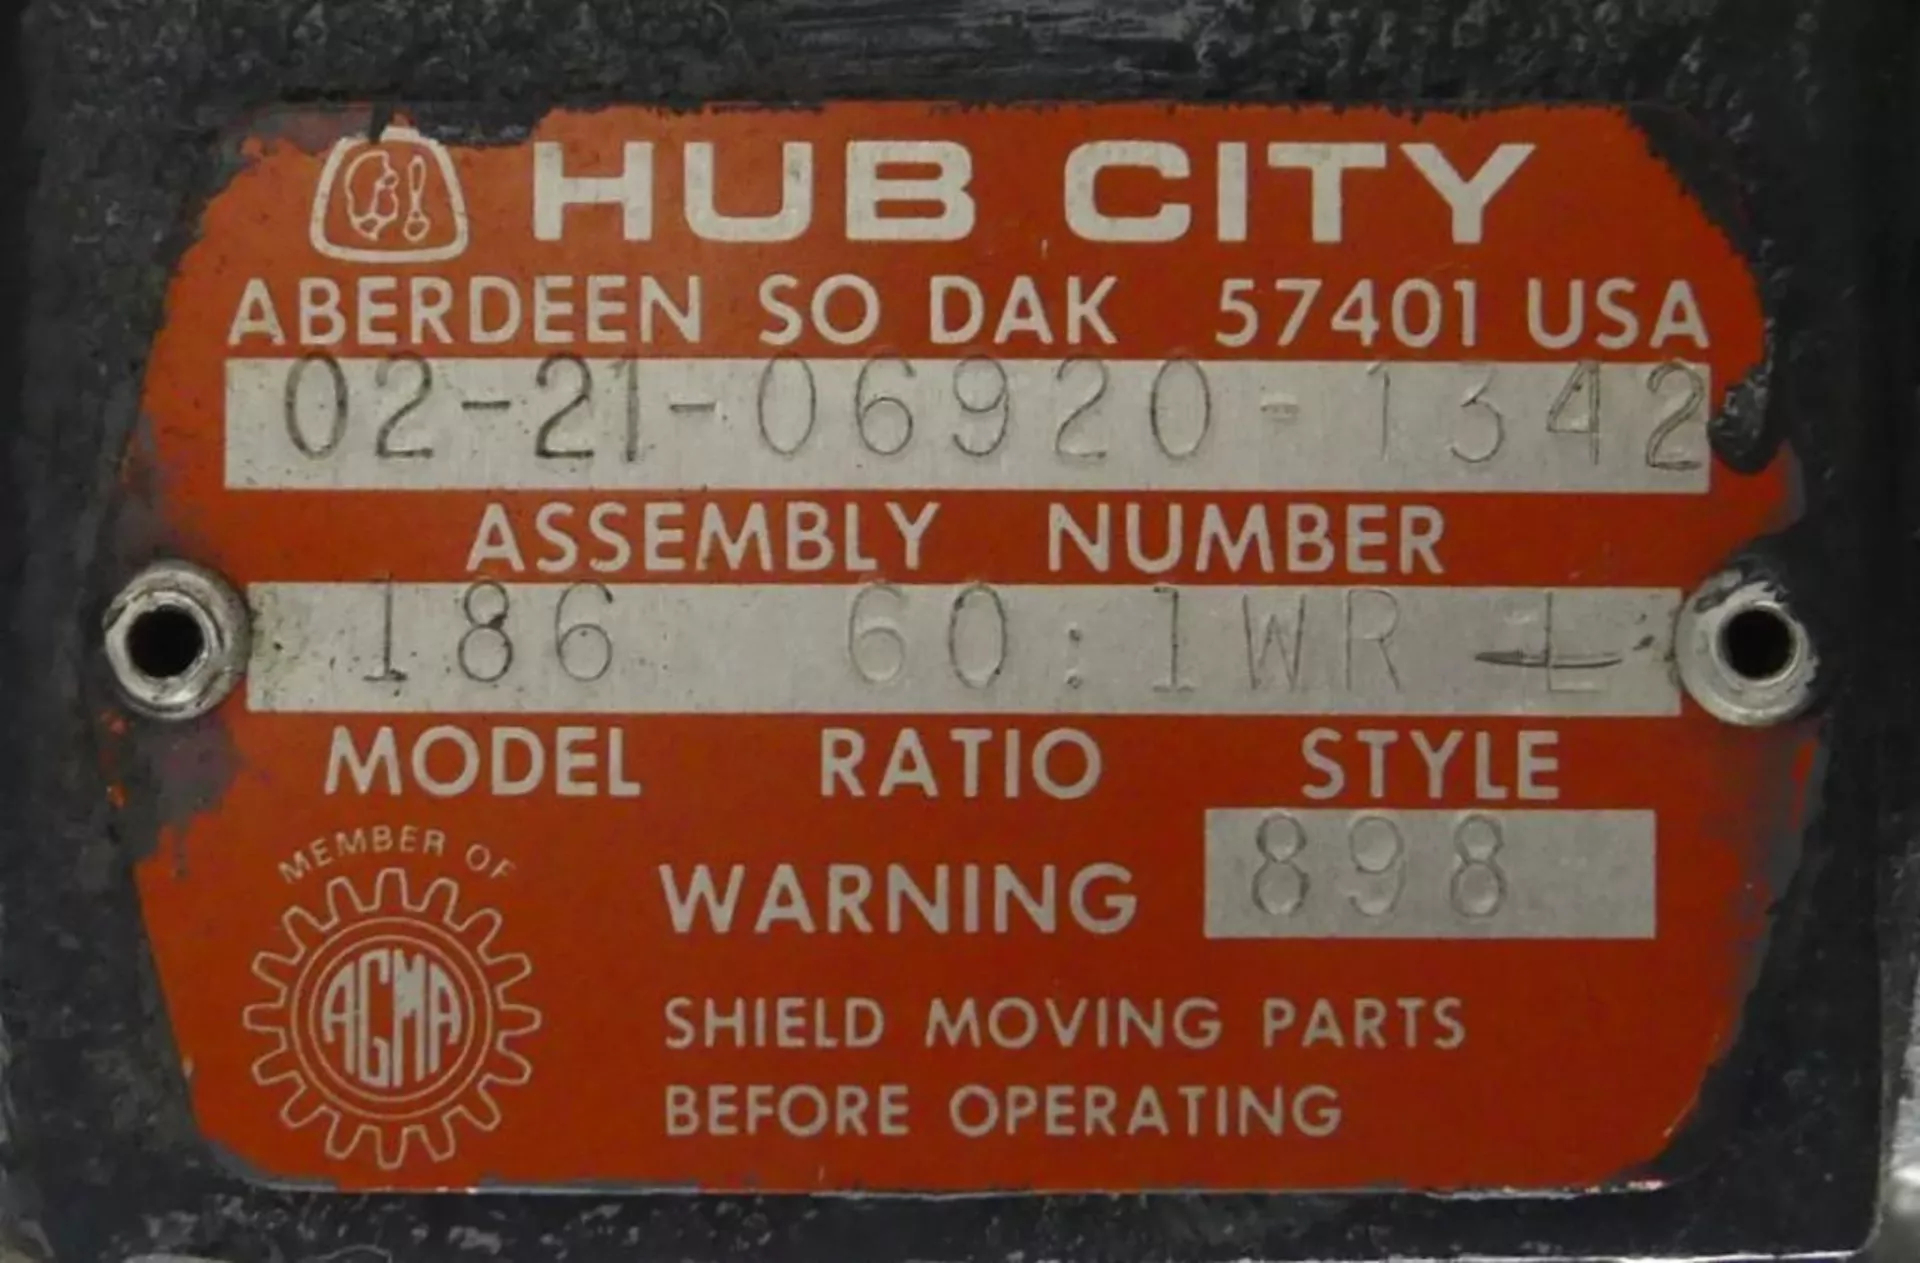 HUB CITY
ABERDEEN SO DAK 57401 USA
02-21-06920-1342
ASSEMBLY NUMBER
186 60:1WR L
MODEL RATIO STYLE
898
WARNING
SHIELD MOVING PARTS
BEFORE OPERATING
MEMBER OF
AGMA